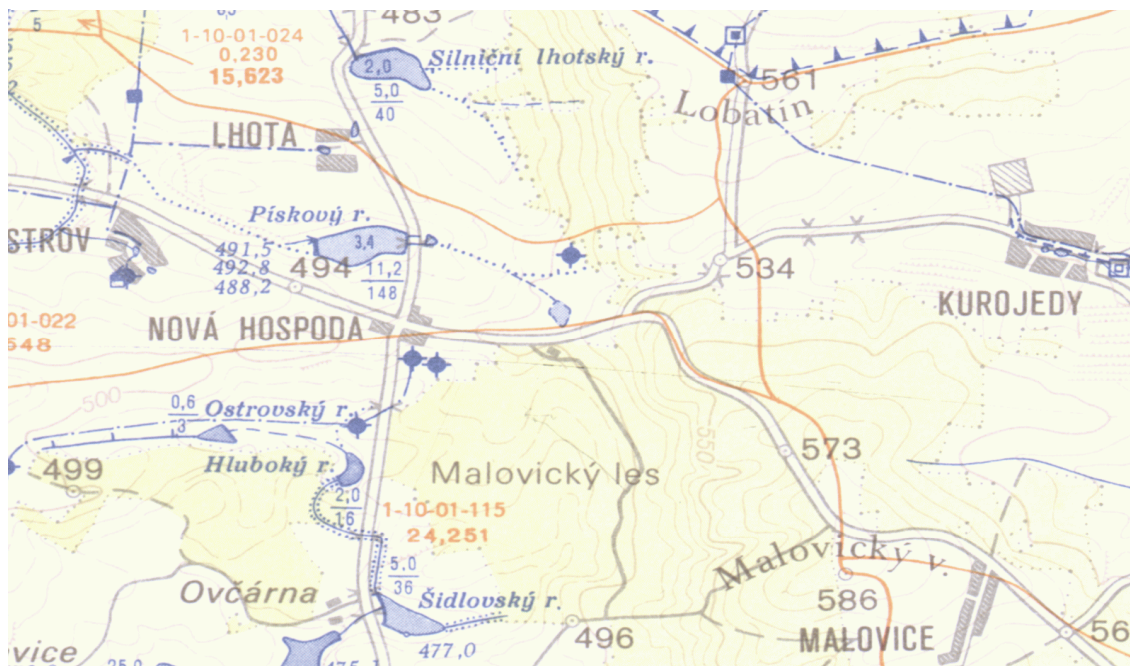 483
5
1-10-01-024
0,230
15,623
Silniční lhotský r.
2,0
5,0
40
561
Lobatín
LHOTA
Pískový r.
3,4
491,5
492,8
488,2
494
11,2
148
STROV
534
KUROJEDY
01-022
548
NOVÁ HOSPODA
500
0,6
3
Ostrovský r.
550
573
499
Hluboký r.
Malovický les
2,0
16
1-10-01-115
24,251
5,0
36
Malovický v.
Ovčárna
Šidlovský r.
586
496
MALOVICE
56
477,0
vice